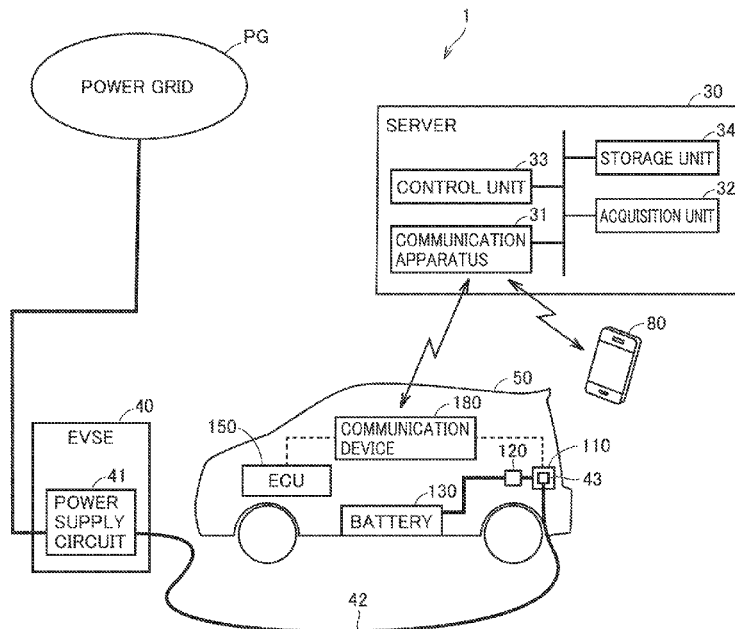 1
PG
POWER GRID
30
SERVER
34
STORAGE UNIT
33
CONTROL UNIT
32
ACQUISITION UNIT
31
COMMUNICATION
APPARATUS
80
50
40
EVSE
41
POWER
SUPPLY
CIRCUIT
180
COMMUNICATION
DEVICE
150
ECU
120
110
43
130
BATTERY
42